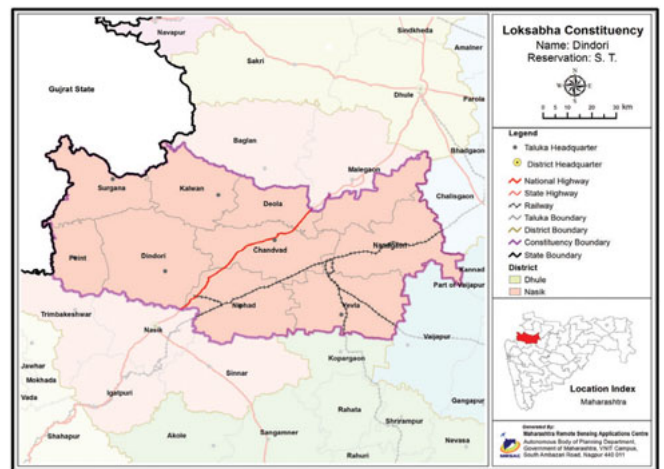 Navapur
Sindkheda
Amalner
Sakri
Gujrat State
Dhule
Parola
Baglan
Bhadgaon
Malegaon
Surgana
Kalwan
Chalisgaon
Deola
Peint
Dindori
Chandvad
Nandgaon
Kannad
Part of Vaijapur
Niphad
Yevla
Trimbakeshwar
Nasik
Vaijapur
Jawhar
Sinnar
Kopargaon
Mokhada
Vada
Igatpuri
Gangapur
Rahata
Shrirampur
Shahapur
Akole
Sangamner
Nevasa
Rahuri
Loksabha Constituency
Name: Dindori
Reservation: S. T.
N
W E
S
0 5 10 20 30 km
Legend
Taluka Headquarter
District Headquarter
National Highway
State Highway
Railway
Taluka Boundary
District Boundary
Constituency Boundary
State Boundary
District
Dhule
Nasik
Location Index
Maharashtra
Generated By:
Maharashtra Remote Sensing Applications Centre
Autonomous Body of Planning Department,
Government of Maharashtra, VNIT Campus,
South Ambazari Road, Nagpur 440 011
MRSAC